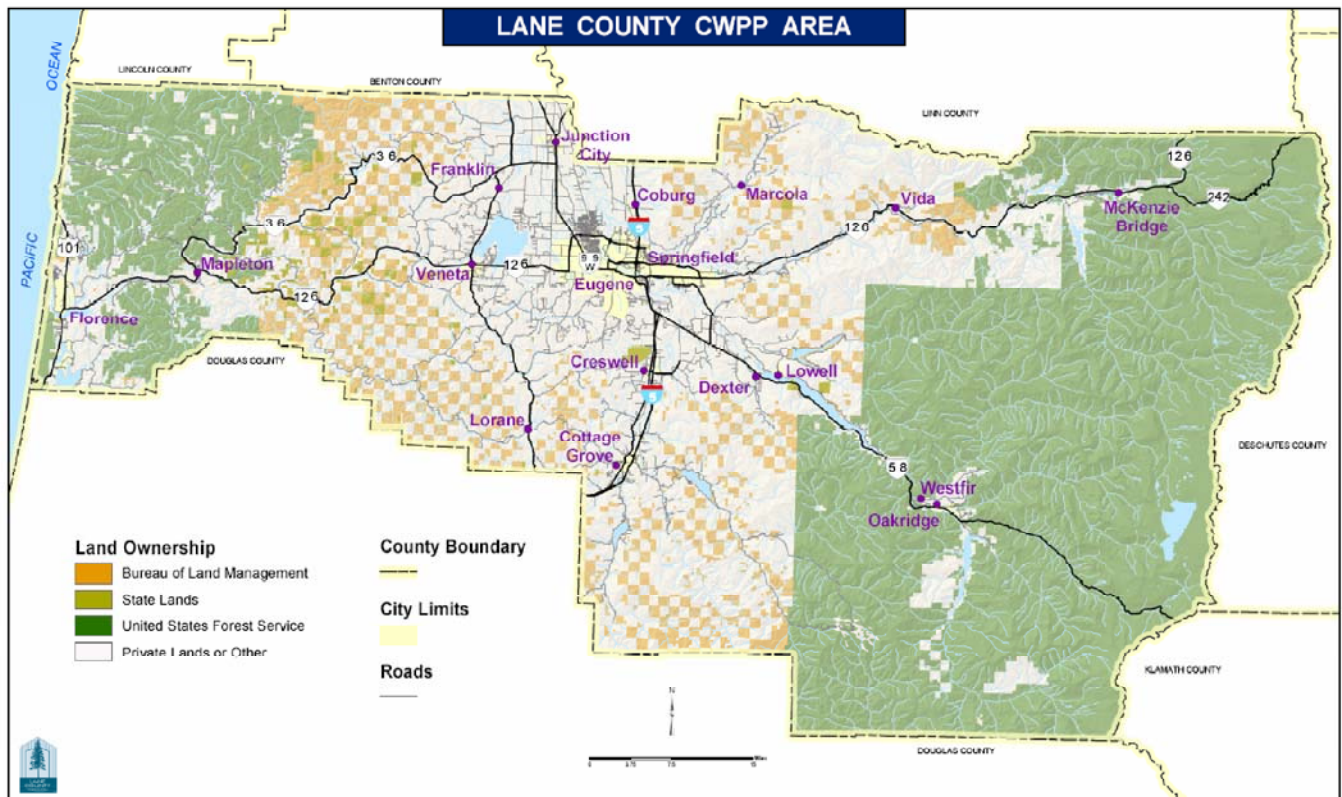 LANE COUNTY CWPP AREA
OCEAN
LINCOLN COUNTY
BENTON COUNTY
LINN COUNTY
Junction
City
36
Franklin
126
Marcola
Coburg
Vida
McKenzie
Bridge
242
5
36
120
101
PACIFIC
Mapleton
Springfield
99
W
Veneta
126
Eugene
126
Florence
DOUGLAS COUNTY
Creswell
Lowell
Dexter
5
Lorane
Cottage
Grove
DESCHUTES COUNTY
58
Westfir
Oakridge
Land Ownership
Bureau of Land Management
State Lands
United States Forest Service
Private Lands or Other
County Boundary
City Limits
Roads
KLAMATH COUNTY
N
DOUGLAS COUNTY
LANE
COUNTY